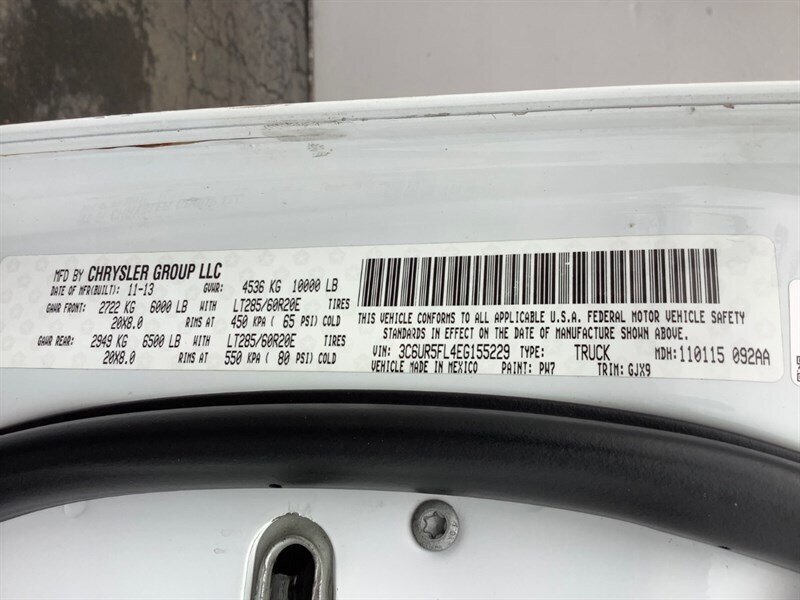 MFD BY CHRYSLER GROUP LLC
DATE OF MFR(BUILT): 11-13 GVWR: 4536 KG 10000 LB
GAWR FRONT: 2722 KG 6000 LB WITH LT285/60R20E TIRES
20X8.0 RIMS AT 450 KPA ( 65 PSI) COLD
GAWR REAR: 2949 KG 6500 LB WITH LT285/60R20E TIRES
20X8.0 RIMS AT 550 KPA ( 80 PSI) COLD
THIS VEHICLE CONFORMS TO ALL APPLICABLE U.S.A. FEDERAL MOTOR VEHICLE SAFETY
STANDARDS IN EFFECT ON THE DATE OF MANUFACTURE SHOWN ABOVE.
VIN: 3C6UR5FL4EG155229 TYPE: TRUCK MDH: 110115 092AA
VEHICLE MADE IN MEXICO PAINT: PW7 TRIM: GJX9